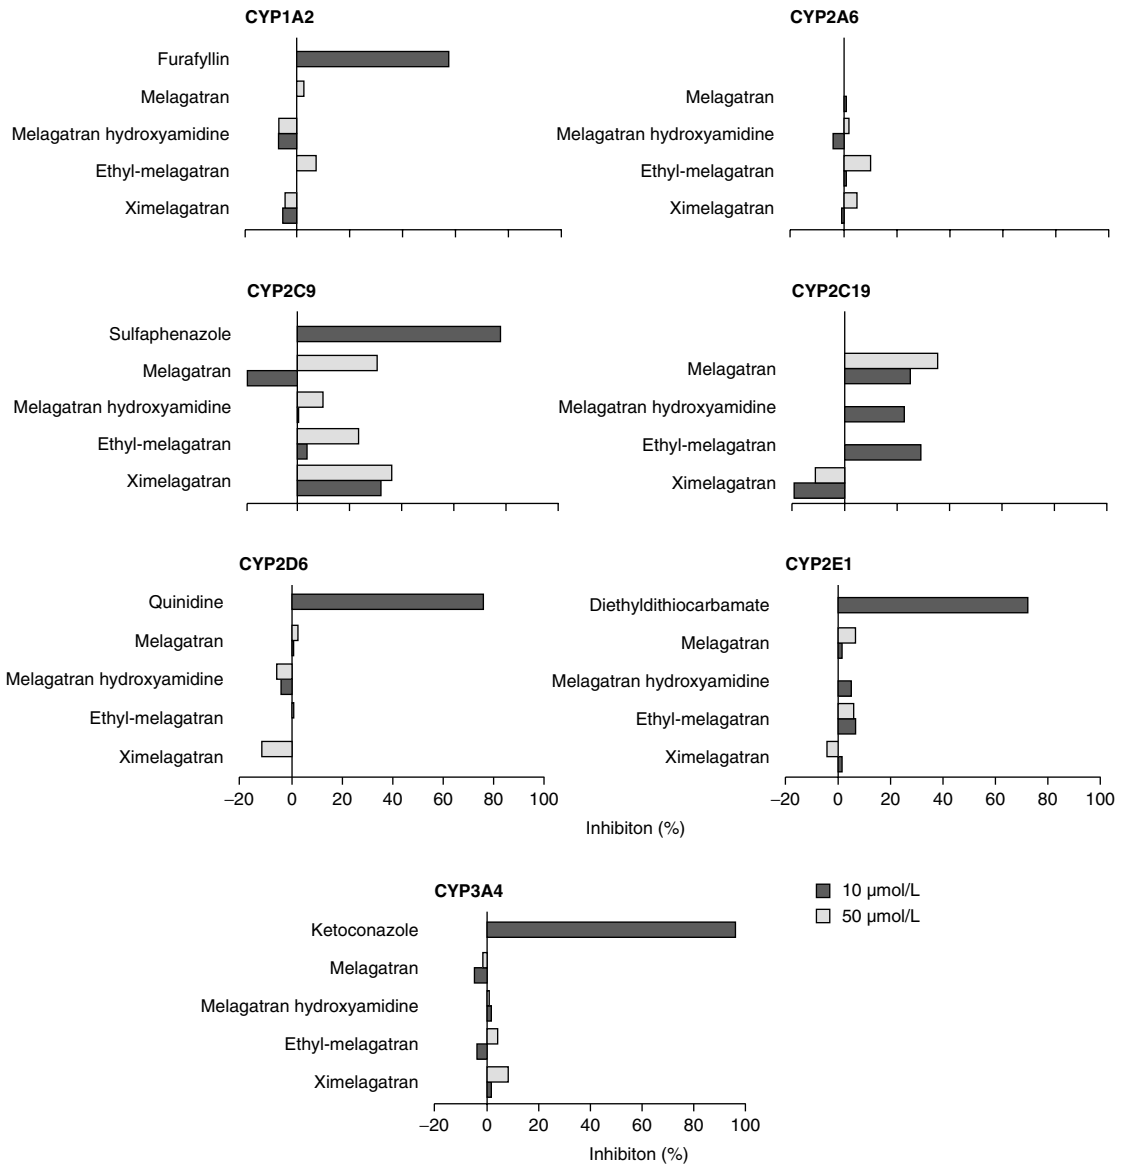 CYP1A2
Furafyllin
Melagatran
Melagatran hydroxyamidine
Ethyl-melagatran
Ximelagatran
CYP2A6
Melagatran
Melagatran hydroxyamidine
Ethyl-melagatran
Ximelagatran
CYP2C9
Sulfaphenazole
Melagatran
Melagatran hydroxyamidine
Ethyl-melagatran
Ximelagatran
CYP2C19
Melagatran
Melagatran hydroxyamidine
Ethyl-melagatran
Ximelagatran
CYP2D6
Quinidine
Melagatran
Melagatran hydroxyamidine
Ethyl-melagatran
Ximelagatran
−20 0 20 40 60 80 100
CYP2E1
Diethyldithiocarbamate
Melagatran
Melagatran hydroxyamidine
Ethyl-melagatran
Ximelagatran
−20 0 20 40 60 80 100
Inhibiton (%)
CYP3A4
Ketoconazole
Melagatran
Melagatran hydroxyamidine
Ethyl-melagatran
Ximelagatran
−20 0 20 40 60 80 100
Inhibiton (%)
10 µmol/L
50 µmol/L